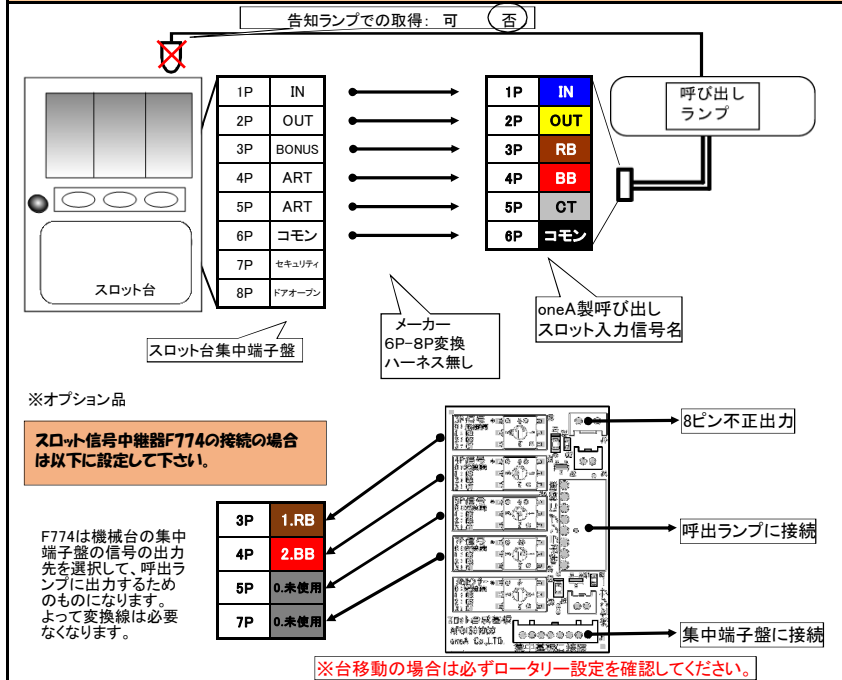 告知ランプでの取得: 可 否
呼び出し
ランプ
1P IN
2P OUT
3P BONUS
4P ART
5P ART
6P コモン
7P セキュリティ
8P ドアオープン
1P IN
2P OUT
3P RB
4P BB
5P CT
6P コモン
スロット台
スロット台集中端子盤
メーカー
6P-8P変換
ハーネス無し
oneA製呼び出し
スロット入力信号名
※オプション品
スロット信号中継器F774の接続の場合
は以下に設定して下さい。
F774は機械台の集中
端子盤の信号の出力
先を選択して、呼出ラ
ンプに出力するため
のものになります。
よって変換線は必要
なくなります。
3P 1.RB
4P 2.BB
5P 0.未使用
7P 0.未使用
8ピン不正出力
呼出ランプに接続
集中端子盤に接続
oneA Co.,LTD.
※台移動の場合は必ずロータリー設定を確認してください。